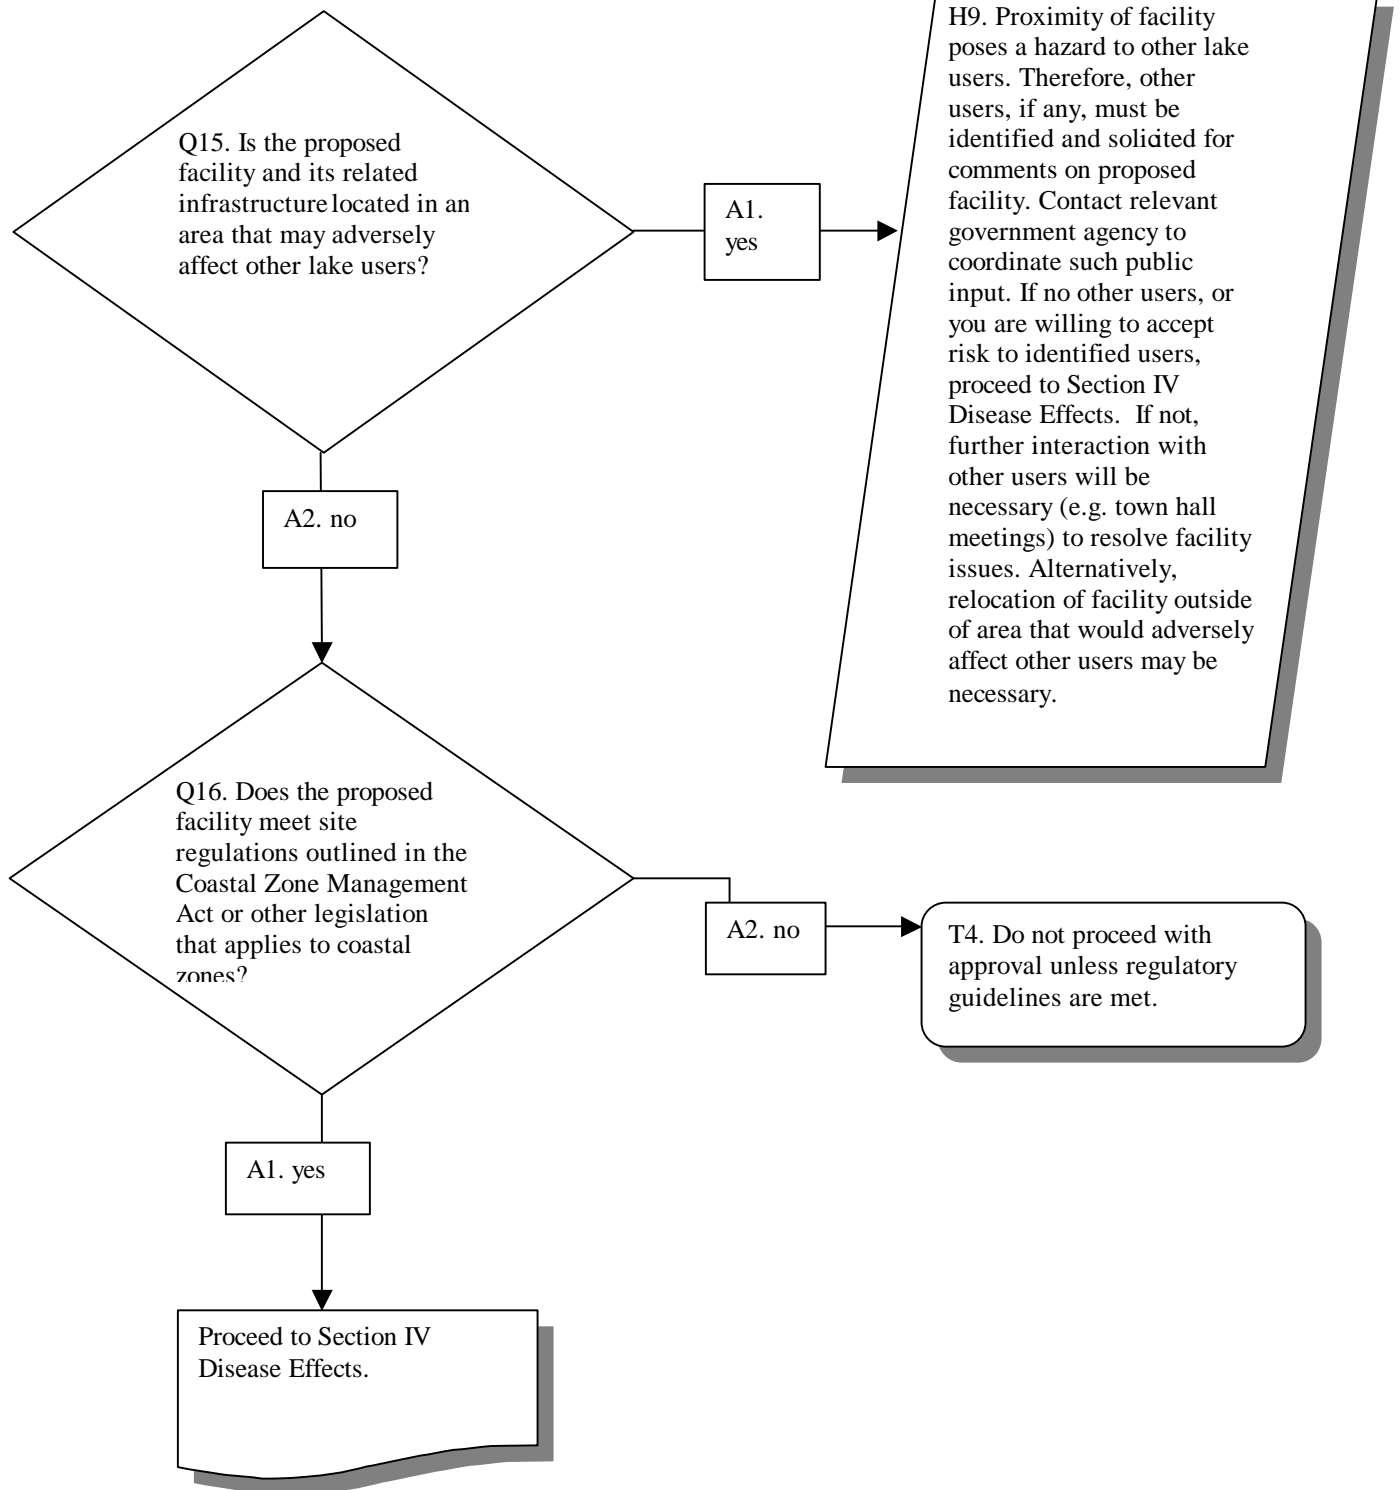 Q15. Is the proposed
facility and its related
infrastructure located in an
area that may adversely
affect other lake users?
A1.
yes
H9. Proximity of facility
poses a hazard to other lake
users. Therefore, other
users, if any, must be
identified and solicited for
comments on proposed
facility. Contact relevant
government agency to
coordinate such public
input. If no other users, or
you are willing to accept
risk to identified users,
proceed to Section IV
Disease Effects.  If not,
further interaction with
other users will be
necessary (e.g. town hall
meetings) to resolve facility
issues. Alternatively,
relocation of facility outside
of area that would adversely
affect other users may be
necessary.
A2. no
Q16. Does the proposed
facility meet site
regulations outlined in the
Coastal Zone Management
Act or other legislation
that applies to coastal
zones?
A2. no
T4. Do not proceed with
approval unless regulatory
guidelines are met.
A1. yes
Proceed to Section IV
Disease Effects.